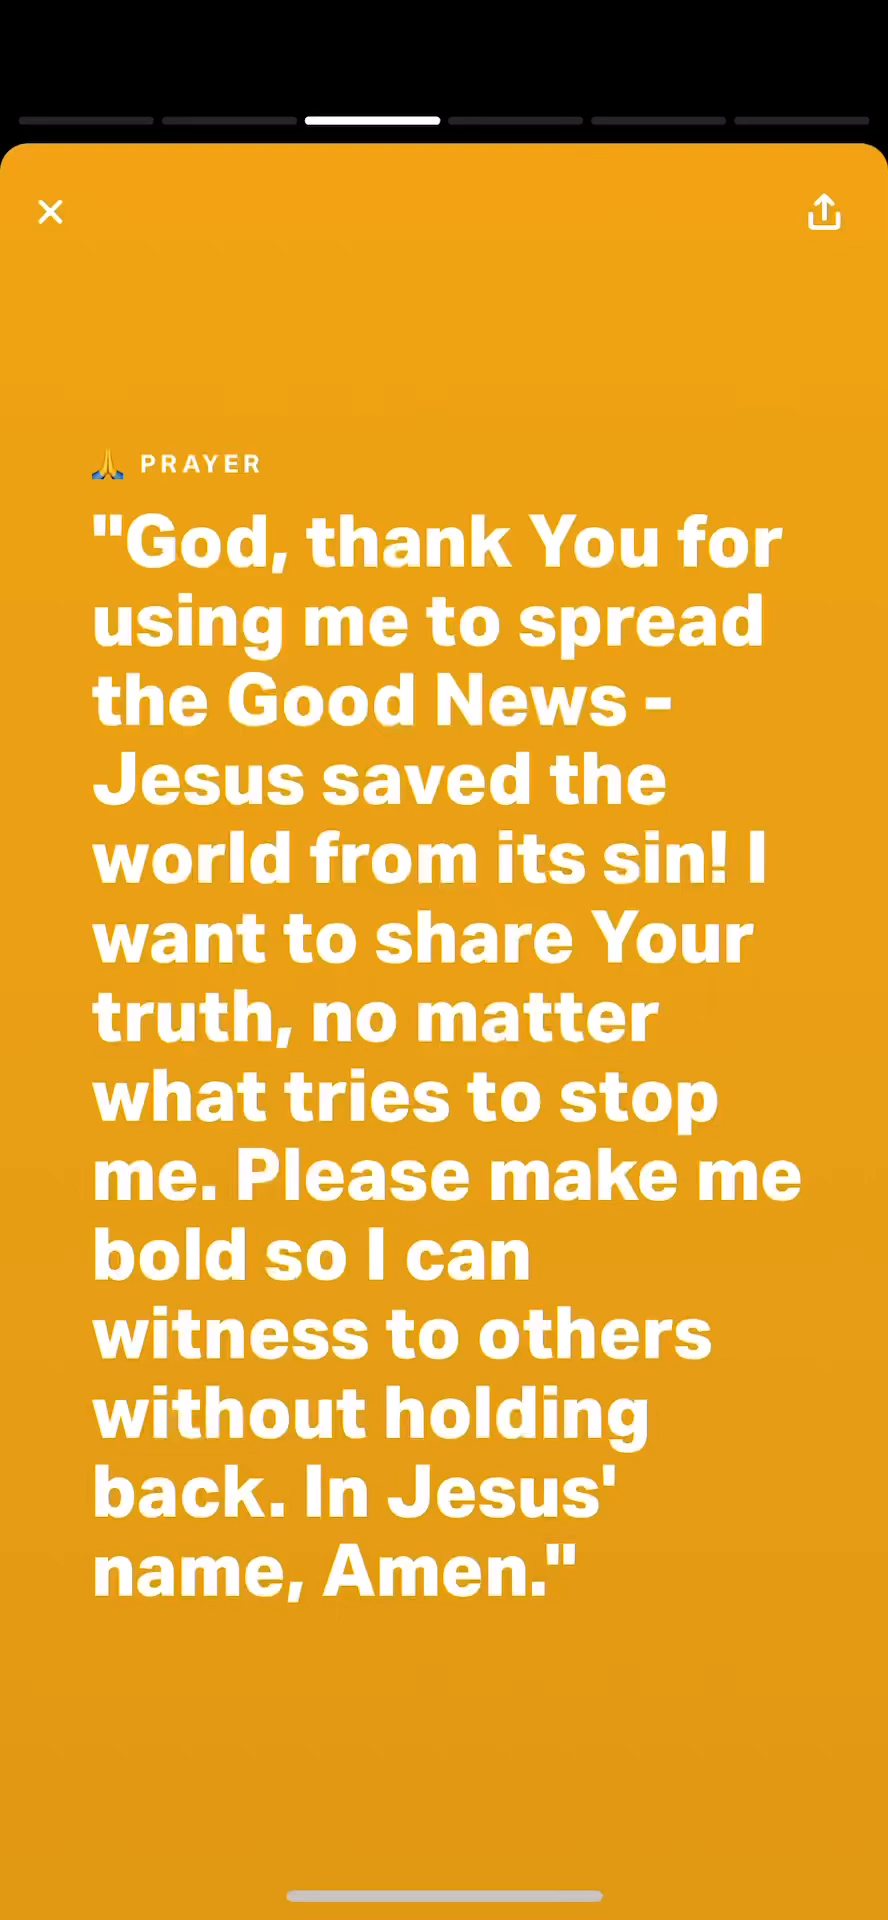 🙏 PRAYER
"God, thank You for
using me to spread
the Good News -
Jesus saved the
world from its sin! I
want to share Your
truth, no matter
what tries to stop
me. Please make me
bold so I can
witness to others
without holding
back. In Jesus'
name, Amen."